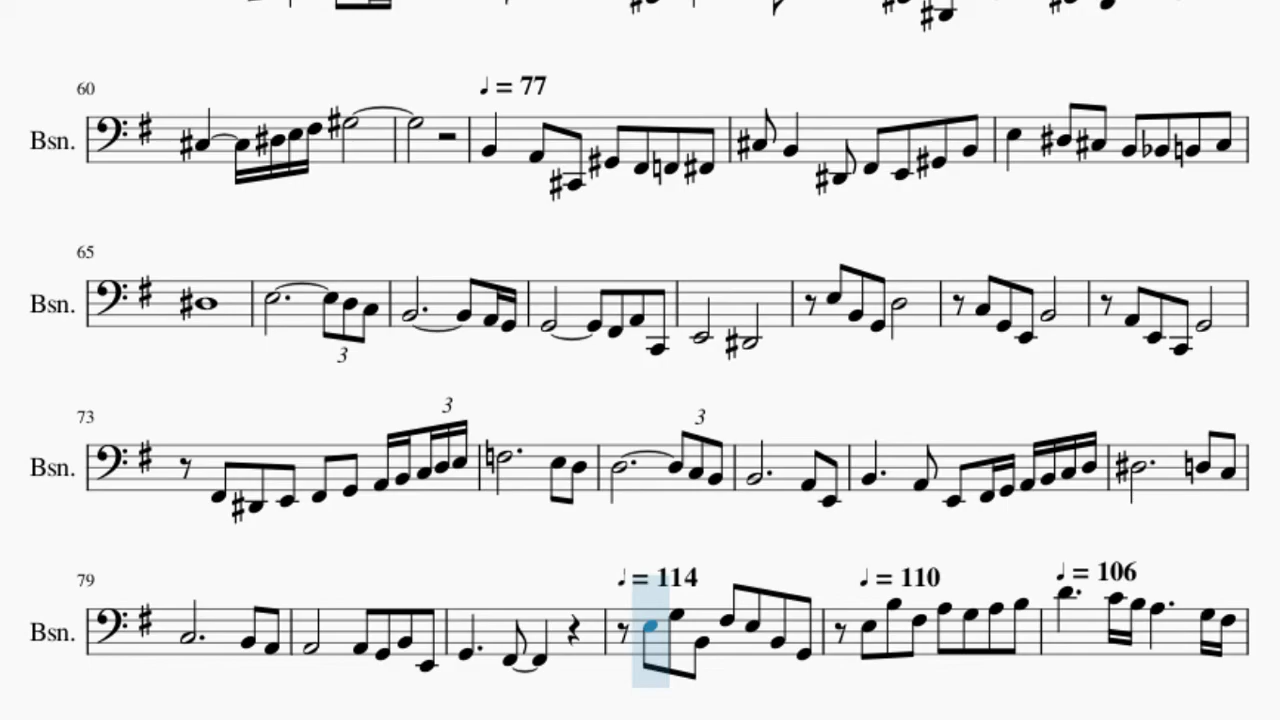 60
♩ = 77
Bsn.
65
Bsn.
3
73
3
3
Bsn.
79
♩ = 114
♩ = 110
♩ = 106
Bsn.